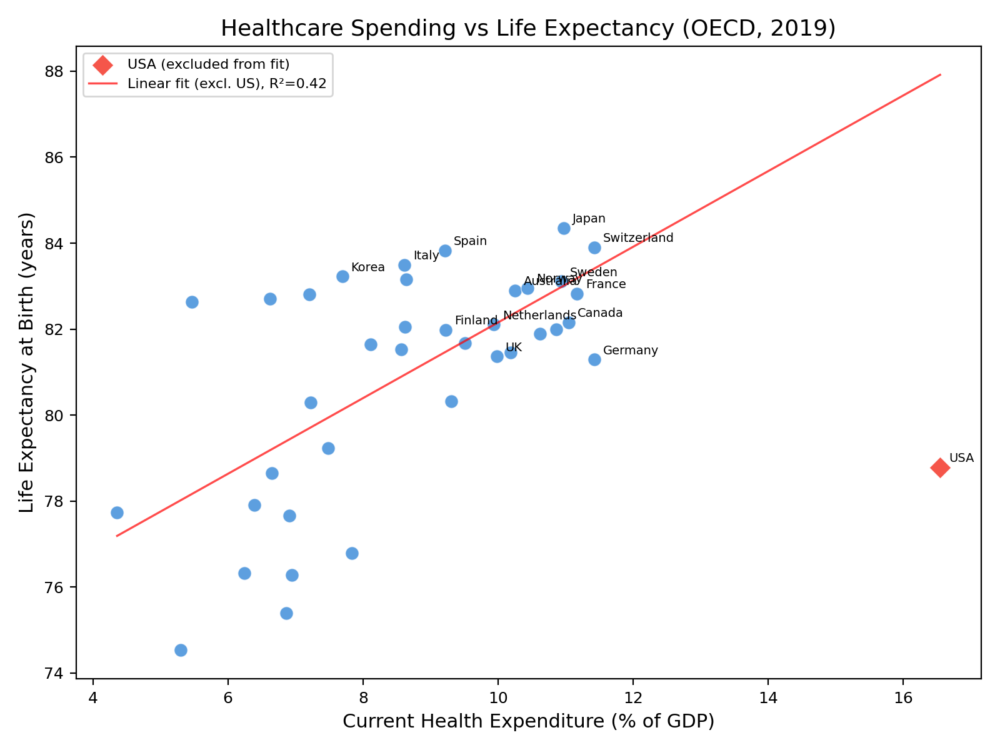 Healthcare Spending vs Life Expectancy (OECD, 2019)
USA (excluded from fit)
Linear fit (excl. US), R²=0.42
Life Expectancy at Birth (years)
88
86
84
82
80
78
76
74
Japan
Switzerland
Spain
Italy
Korea
Sweden
Norway
Australia
France
Canada
Netherlands
Finland
UK
Germany
USA
4
6
8
10
12
14
16
Current Health Expenditure (% of GDP)